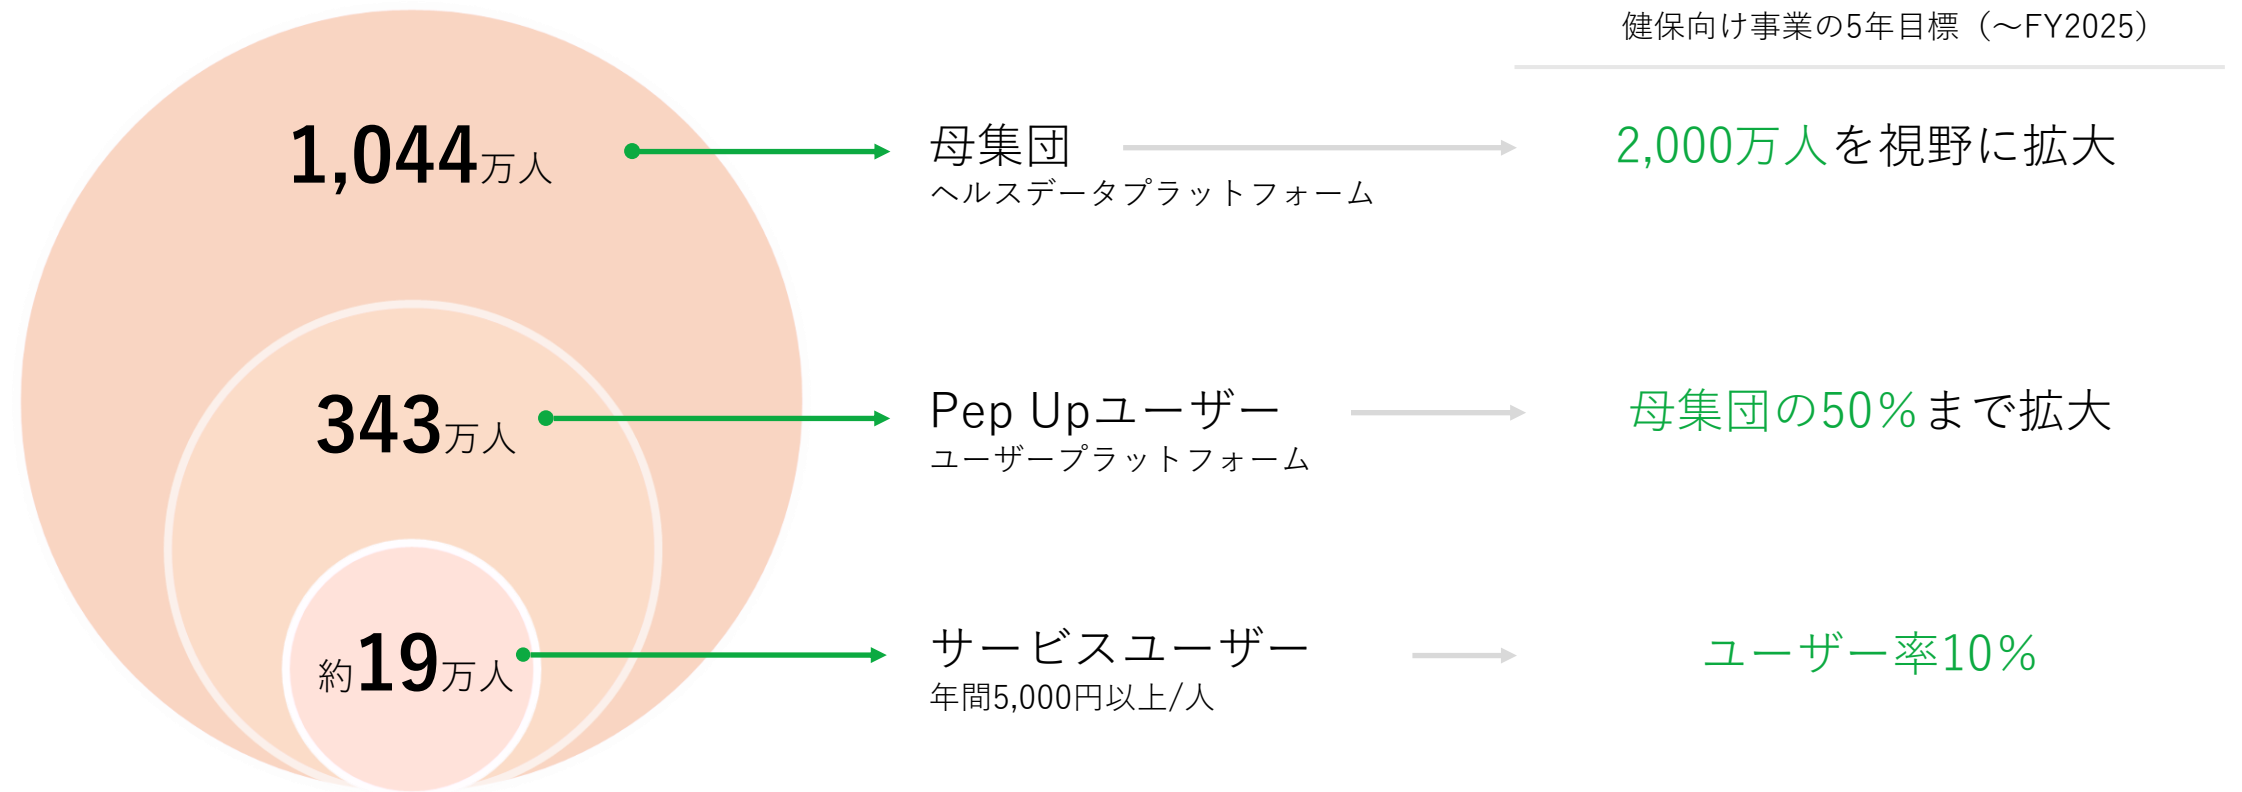 健保向け事業の5年目標（～FY2025）
1,044万人
母集団
ヘルスデータプラットフォーム
2,000万人を視野に拡大
343万人
Pep Upユーザー
ユーザープラットフォーム
母集団の50％まで拡大
約19万人
サービスユーザー
年間5,000円以上/人
ユーザー率10％